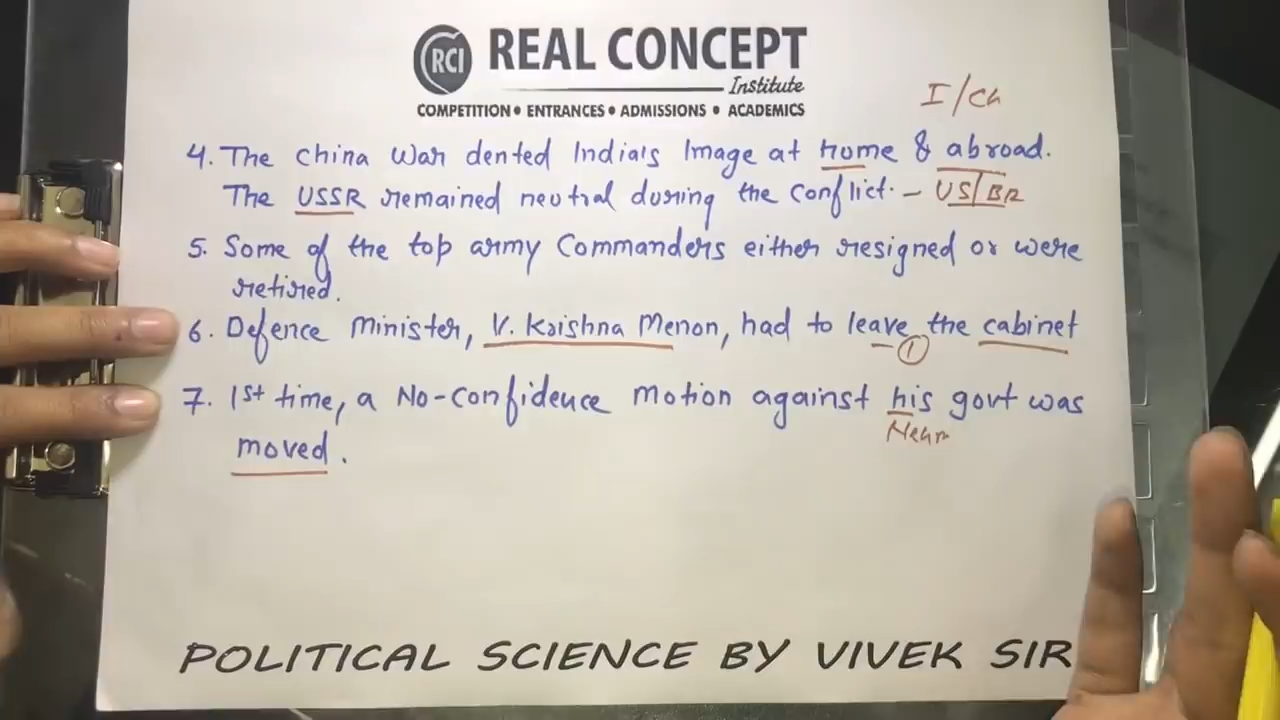 RCI REAL CONCEPT
Institute
COMPETITION • ENTRANCES • ADMISSIONS • ACADEMICS
I/Ch
4. The China War dented India's Image at home & abroad.
The USSR remained neutral during the conflict. - US/BR
5. Some of the top army Commanders either resigned or were
retired.
6. Defence Minister, V. Krishna Menon, had to leave the cabinet
1
7. 1st time, a No-Confidence motion against his govt was
Nehr
moved.
POLITICAL SCIENCE BY VIVEK SIR